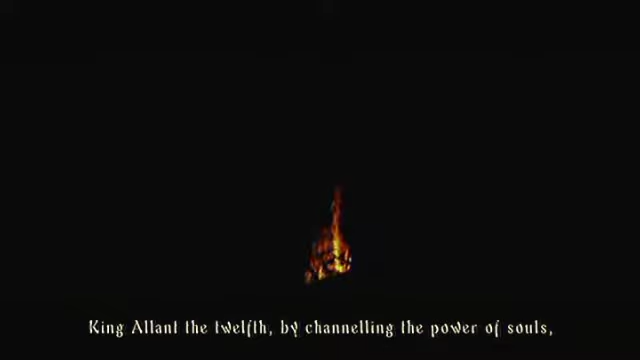 King Allant the twelfth, by channelling the power of souls,